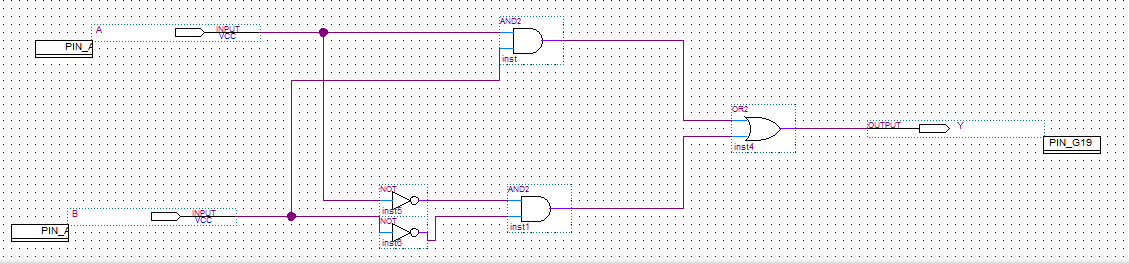 A
INPUT
VCC
PIN_A
AND2
inst
OR2
inst4
OUTPUT
Y
PIN_G19
NOT
inst5
AND2
inst1
B
INPUT
VCC
PIN_A
NOT
inst6